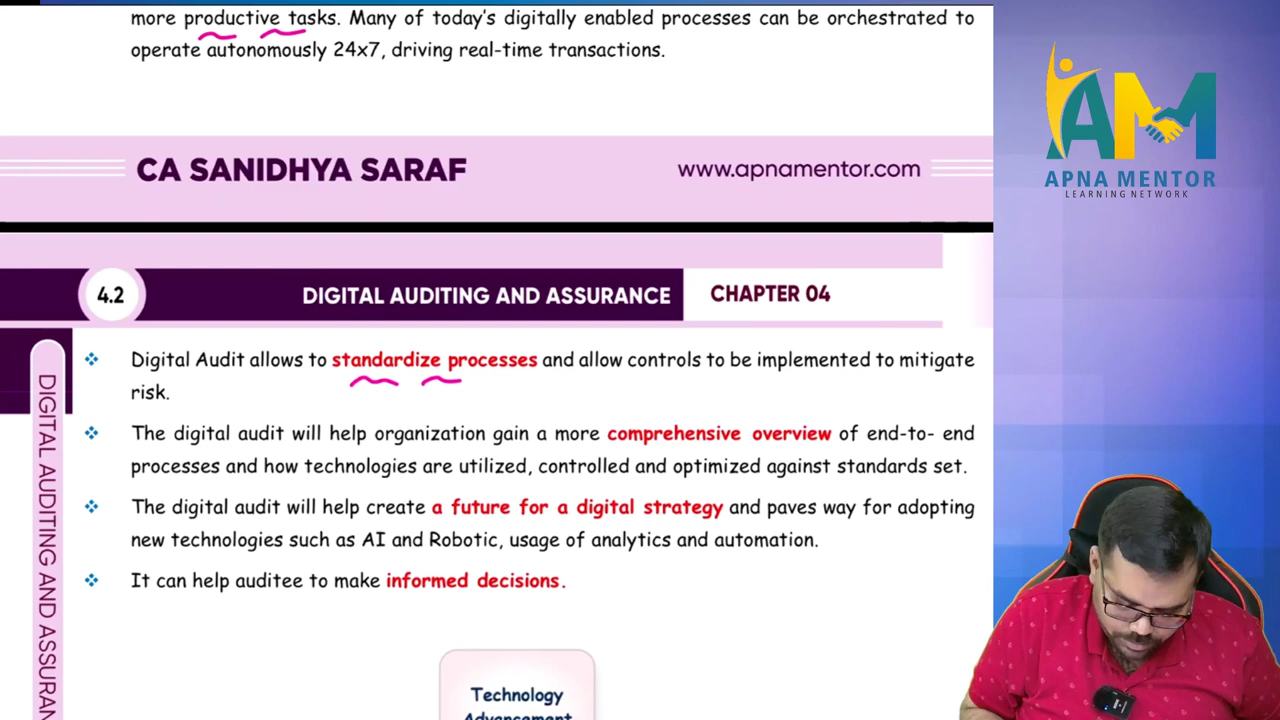 more productive tasks. Many of today's digitally enabled processes can be orchestrated to
operate autonomously 24x7, driving real-time transactions.
CA SANIDHYA SARAF
www.apnamentor.com
AM
APNA MENTOR
LEARNING NETWORK
4.2
DIGITAL AUDITING AND ASSURANCE
CHAPTER 04
❖ Digital Audit allows to standardize processes and allow controls to be implemented to mitigate
risk.
❖ The digital audit will help organization gain a more comprehensive overview of end-to- end
processes and how technologies are utilized, controlled and optimized against standards set.
❖ The digital audit will help create a future for a digital strategy and paves way for adopting
new technologies such as AI and Robotic, usage of analytics and automation.
❖ It can help auditee to make informed decisions.
DIGITAL AUDITING AND ASSURAN
Technology
Advancement